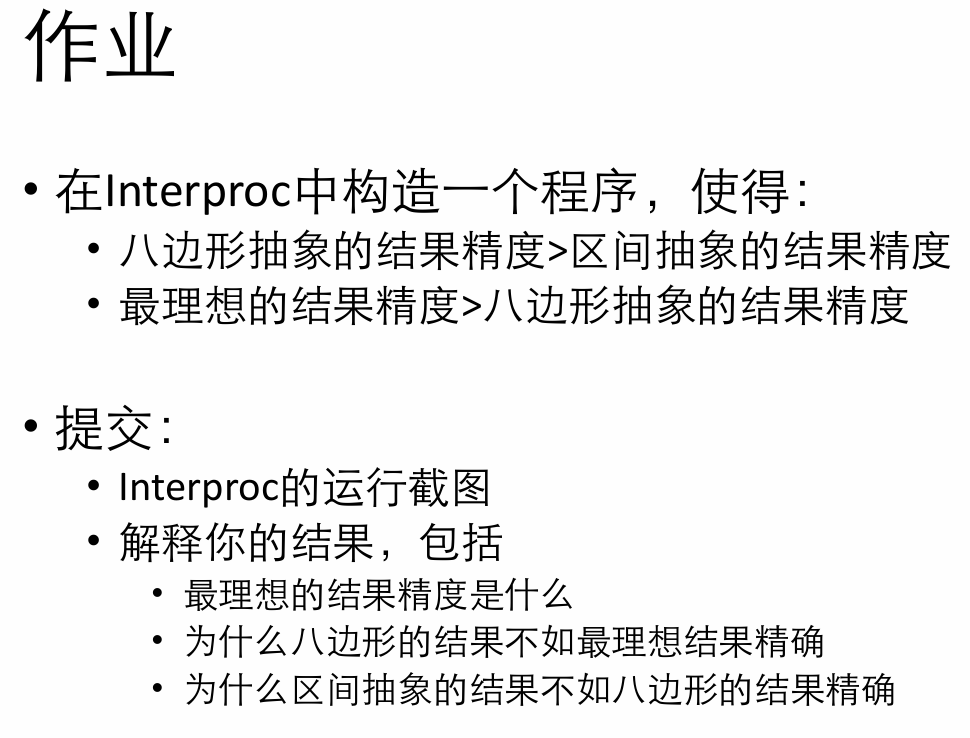 作业
• 在Interproc中构造一个程序，使得：
• 八边形抽象的结果精度>区间抽象的结果精度
• 最理想的结果精度>八边形抽象的结果精度
• 提交：
• Interproc的运行截图
• 解释你的结果，包括
• 最理想的结果精度是什么
• 为什么八边形的结果不如最理想结果精确
• 为什么区间抽象的结果不如八边形的结果精确